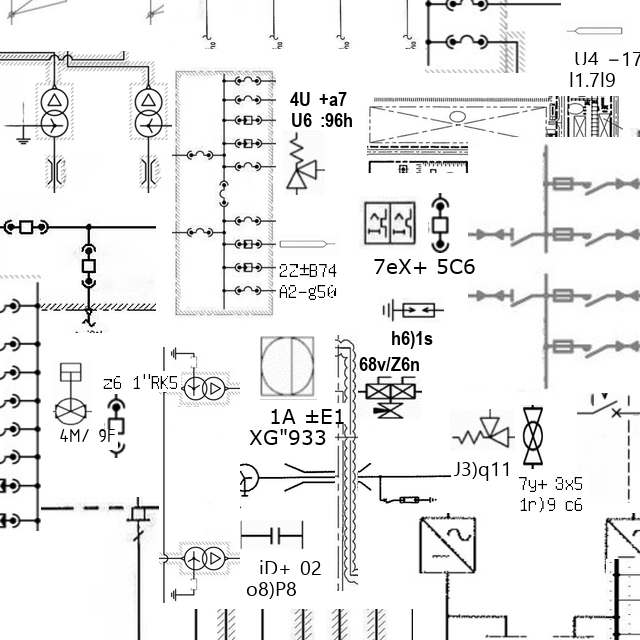 U4 −17
l1.7l9
4U +a7
U6 :96h
7eX+ 5C6
2Z±B74
A2-g50
h6)1s
68v/Z6n
z6 1"RK5
4M/ 9F
1A ±E1
XG"933
J3)q11
7y+ 3x5
1r)9 c6
iD+ 02
o8)P8